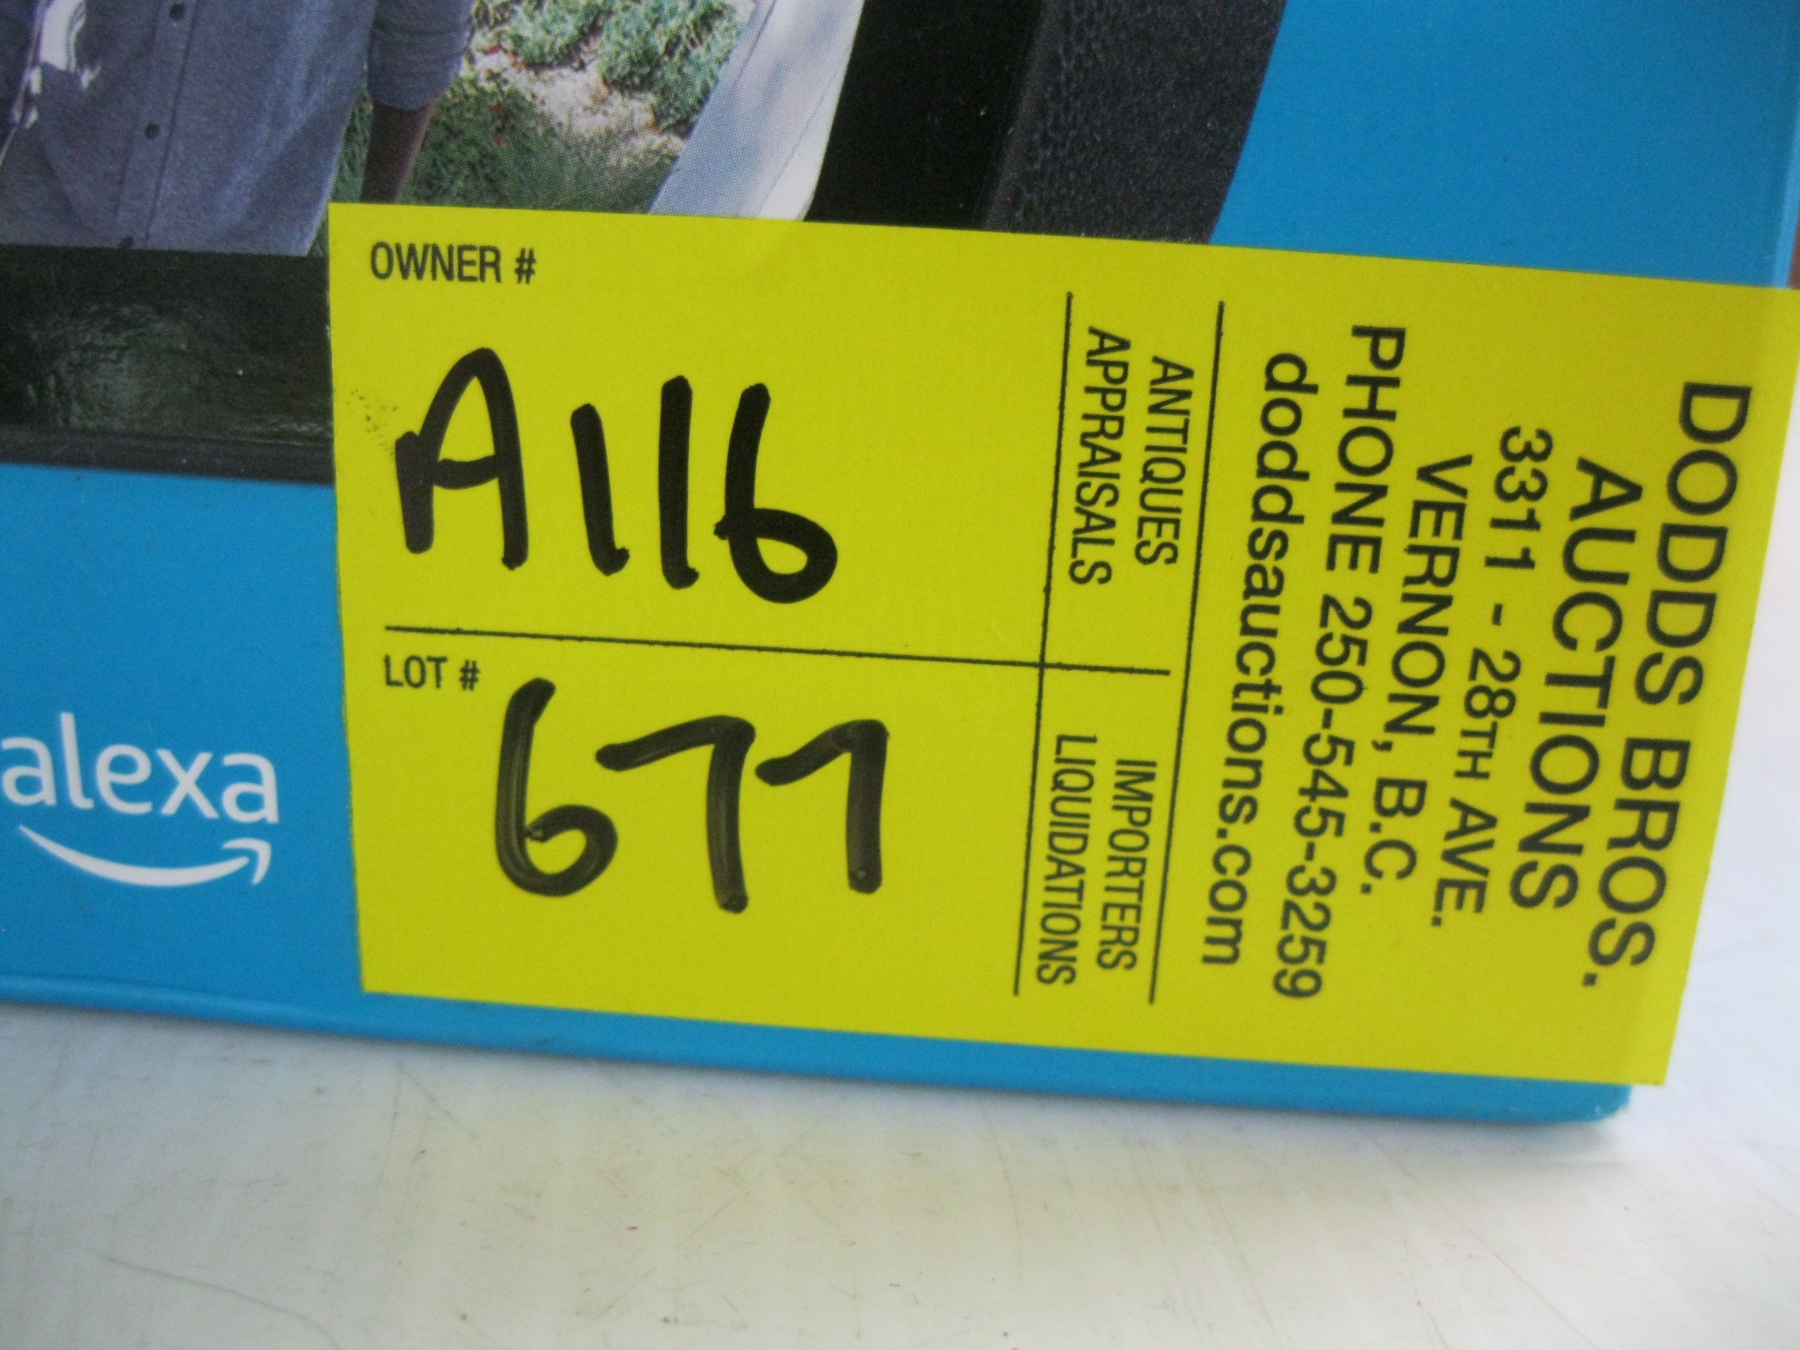 OWNER #
A116
LOT #
677
ANTIQUES
APPRAISALS
IMPORTERS
LIQUIDATIONS
DODDS BROS.
AUCTIONS
3311 - 28TH AVE.
VERNON, B.C.
PHONE 250-545-3259
doddsauctions.com
alexa